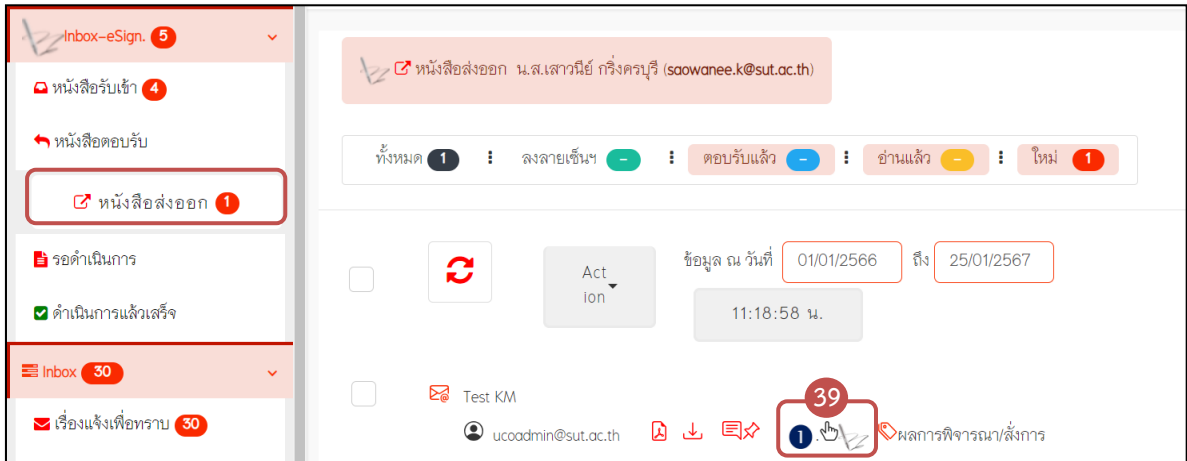 Inbox-eSign. 5
หนังสือรับเข้า 4
หนังสือตอบรับ
หนังสือส่งออก 1
รอดำเนินการ
ดำเนินการแล้วเสร็จ
Inbox 30
เรื่องแจ้งเพื่อทราบ 30
หนังสือส่งออก น.ส.เสาวนีย์ กริ่งครบุรี (saowanee.k@sut.ac.th)
ทั้งหมด 1 ⋮ ลงลายเซ็นฯ - ⋮ ตอบรับแล้ว - ⋮ อ่านแล้ว - ⋮ ใหม่ 1
Act
ion
ข้อมูล ณ วันที่ 01/01/2566 ถึง 25/01/2567
11:18:58 น.
Test KM
39
ucoadmin@sut.ac.th 1. ผลการพิจารณา/สั่งการ